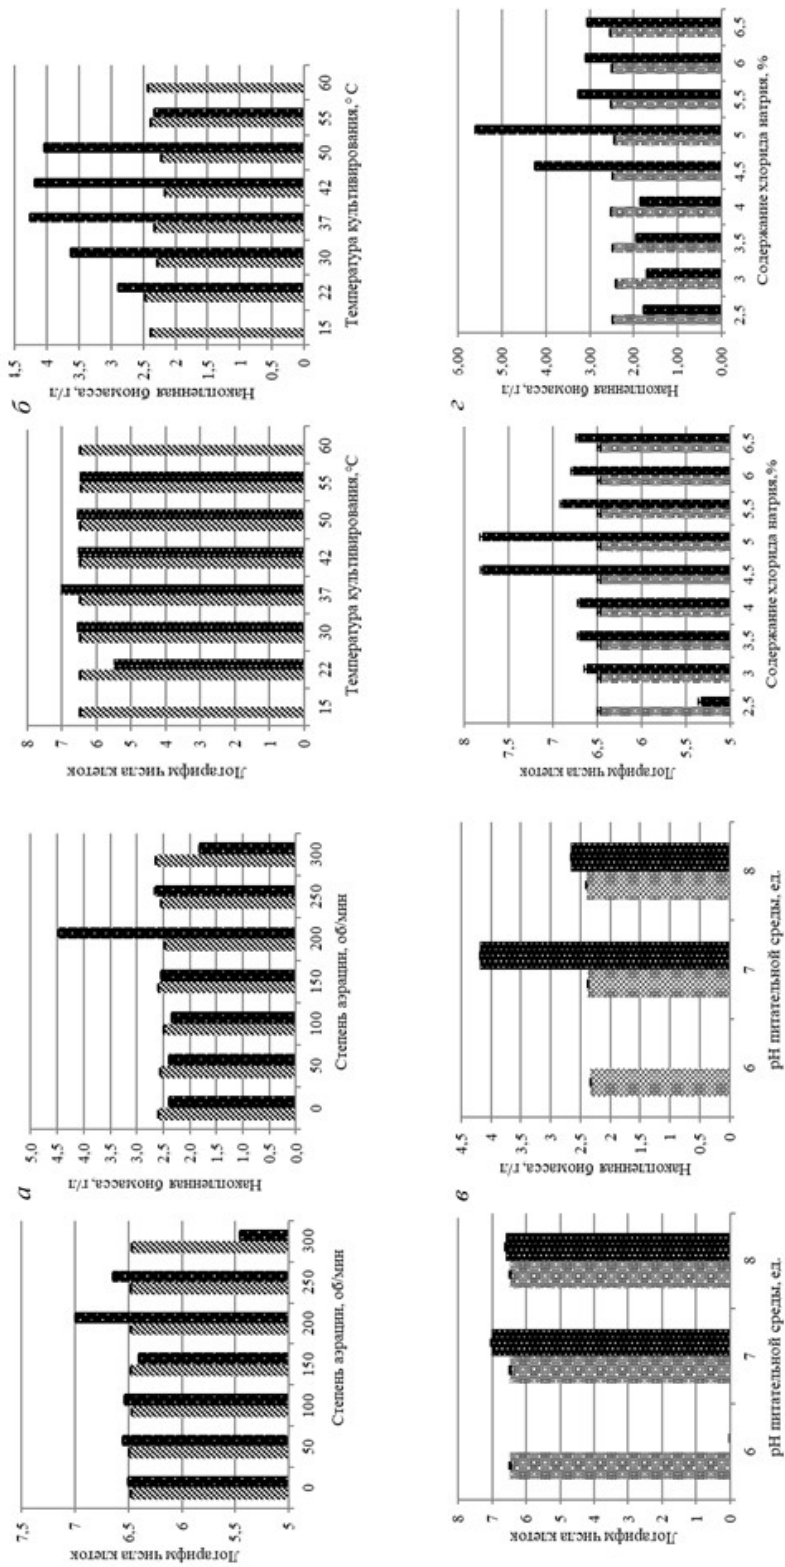 а
Логарифм числа клеток
7,5
7
6,5
6
5,5
5
0 50 100 150 200 250 300
Степень аэрации, об/мин
Накопленная биомасса, г/л
5,0
4,5
4,0
3,5
3,0
2,5
2,0
1,5
1,0
0,5
0,0
0 50 100 150 200 250 300
Степень аэрации, об/мин
б
Логарифм числа клеток
8
7
6
5
4
3
2
1
0
15 22 30 37 42 50 55 60
Температура культивирования,°С
Накопленная биомасса, г/л
4,5
4
3,5
3
2,5
2
1,5
1
0,5
0
15 22 30 37 42 50 55 60
Температура культивирования,° С
в
Логарифм числа клеток
8
7
6
5
4
3
2
1
0
6 7 8
рН питательной среды, ед.
Накопленная биомасса, г/л
4,5
4
3,5
3
2,5
2
1,5
1
0,5
0
6 7 8
рН питательной среды, ед.
г
Логарифм числа клеток
8
7,5
7
6,5
6
5,5
5
2,5 3 3,5 4 4,5 5 5,5 6 6,5
Содержание хлорида натрия,%
Накопленная биомасса, г/л
6,00
5,00
4,00
3,00
2,00
1,00
0,00
2,5 3 3,5 4 4,5 5 5,5 6 6,5
Содержание хлорида натрия, %